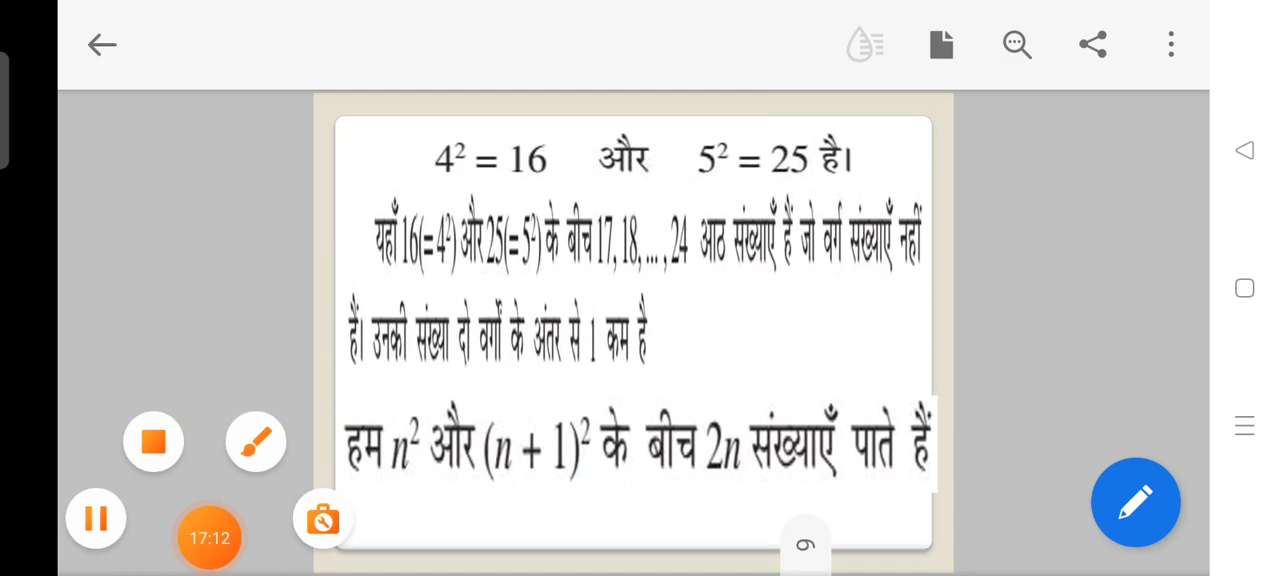 4² = 16 और 5² = 25 है।
यहाँ 16(=4²) और 25(=5²) के बीच 17, 18, ... , 24 आठ संख्याएँ हैं जो वर्ग संख्याएँ नहीं
हैं। उनकी संख्या दो वर्गों के अंतर से 1 कम है
हम n² और (n + 1)² के बीच 2n संख्याएँ पाते हैं
17:12
6